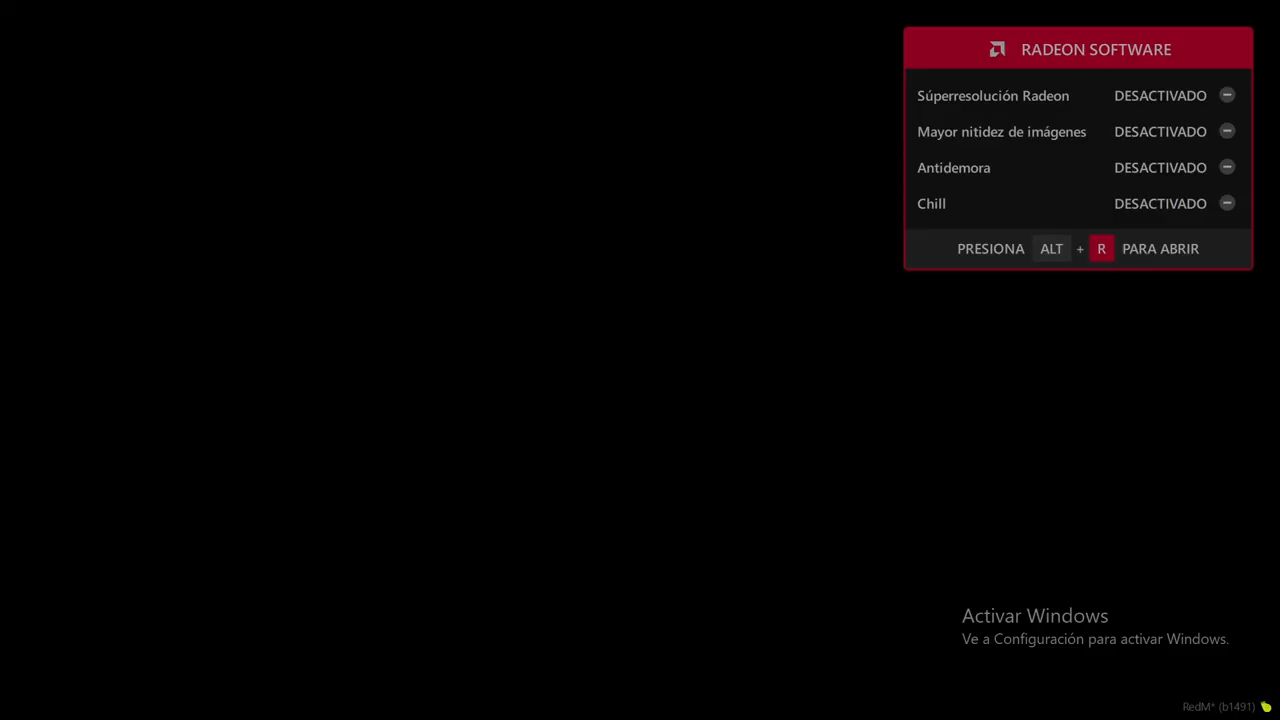 RADEON SOFTWARE
Súperresolución Radeon DESACTIVADO
Mayor nitidez de imágenes DESACTIVADO
Antidemora DESACTIVADO
Chill DESACTIVADO
PRESIONA ALT + R PARA ABRIR
Activar Windows
Ve a Configuración para activar Windows.
RedM* (b1491)